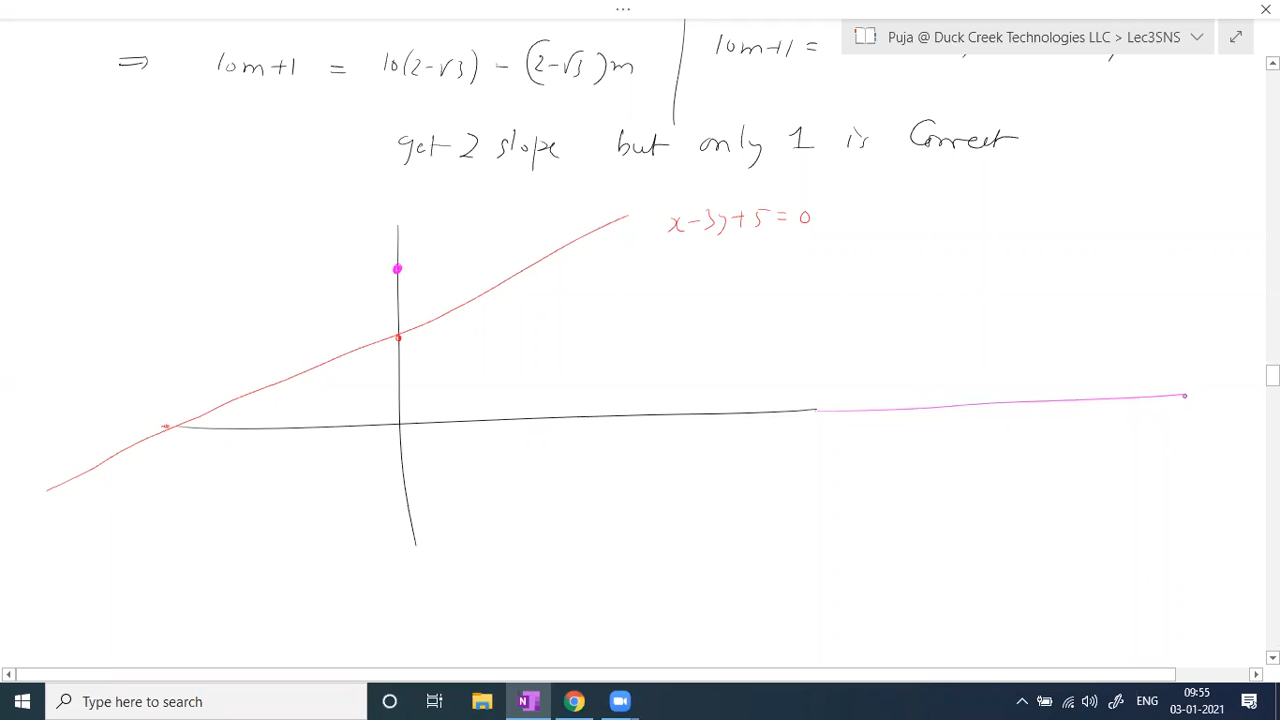 ...
Puja @ Duck Creek Technologies LLC > Lec3SNS
⇒ 10m+1 = 10(2-√3) - (2-√3)m
10m+1 =
get 2 slope but only 1 is Correct
x-3y+5=0
Type here to search
ENG
09:55
03-01-2021